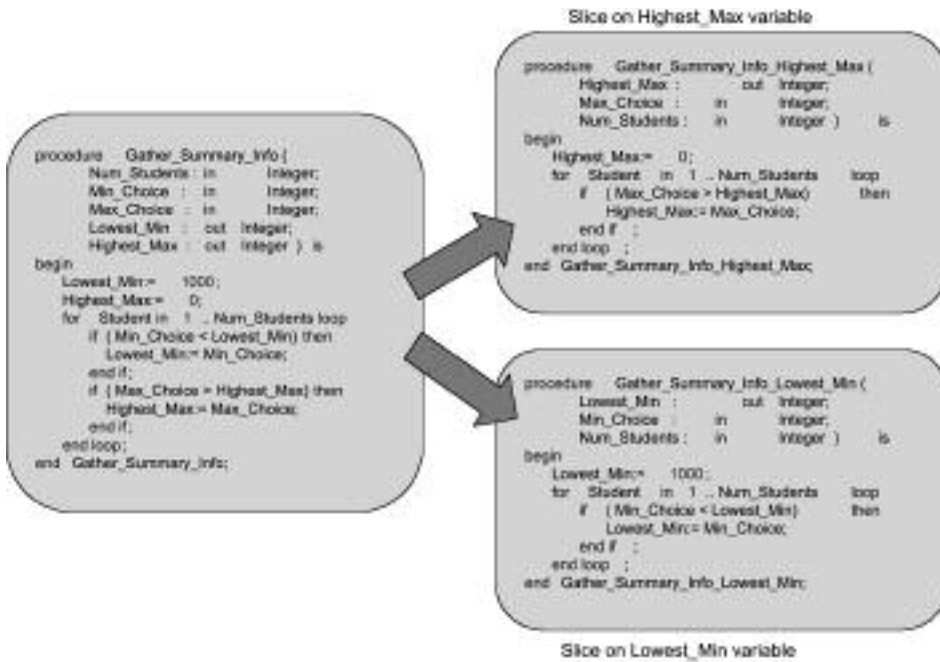 Slice on Highest_Max variable
procedure Gather_Summary_Info_Highest_Max (
Highest_Max : out Integer;
Max_Choice : in Integer;
Num_Students : in Integer ) is
begin
Highest_Max:= 0;
for Student in 1 .. Num_Students loop
if ( Max_Choice > Highest_Max) then
Highest_Max:= Max_Choice;
end if ;
end loop ;
end Gather_Summary_Info_Highest_Max;
procedure Gather_Summary_Info (
Num_Students : in Integer;
Min_Choice : in Integer;
Max_Choice : in Integer;
Lowest_Min : out Integer;
Highest_Max : out Integer ) is
begin
Lowest_Min:= 1000;
Highest_Max:= 0;
for Student in 1 .. Num_Students loop
if ( Min_Choice < Lowest_Min) then
Lowest_Min:= Min_Choice;
end if;
if ( Max_Choice > Highest_Max) then
Highest_Max:= Max_Choice;
end if;
end loop;
end Gather_Summary_Info;
procedure Gather_Summary_Info_Lowest_Min (
Lowest_Min : out Integer;
Min_Choice : in Integer;
Num_Students : in Integer ) is
begin
Lowest_Min:= 1000;
for Student in 1 .. Num_Students loop
if ( Min_Choice < Lowest_Min) then
Lowest_Min:= Min_Choice;
end if ;
end loop ;
end Gather_Summary_Info_Lowest_Min;
Slice on Lowest_Min variable